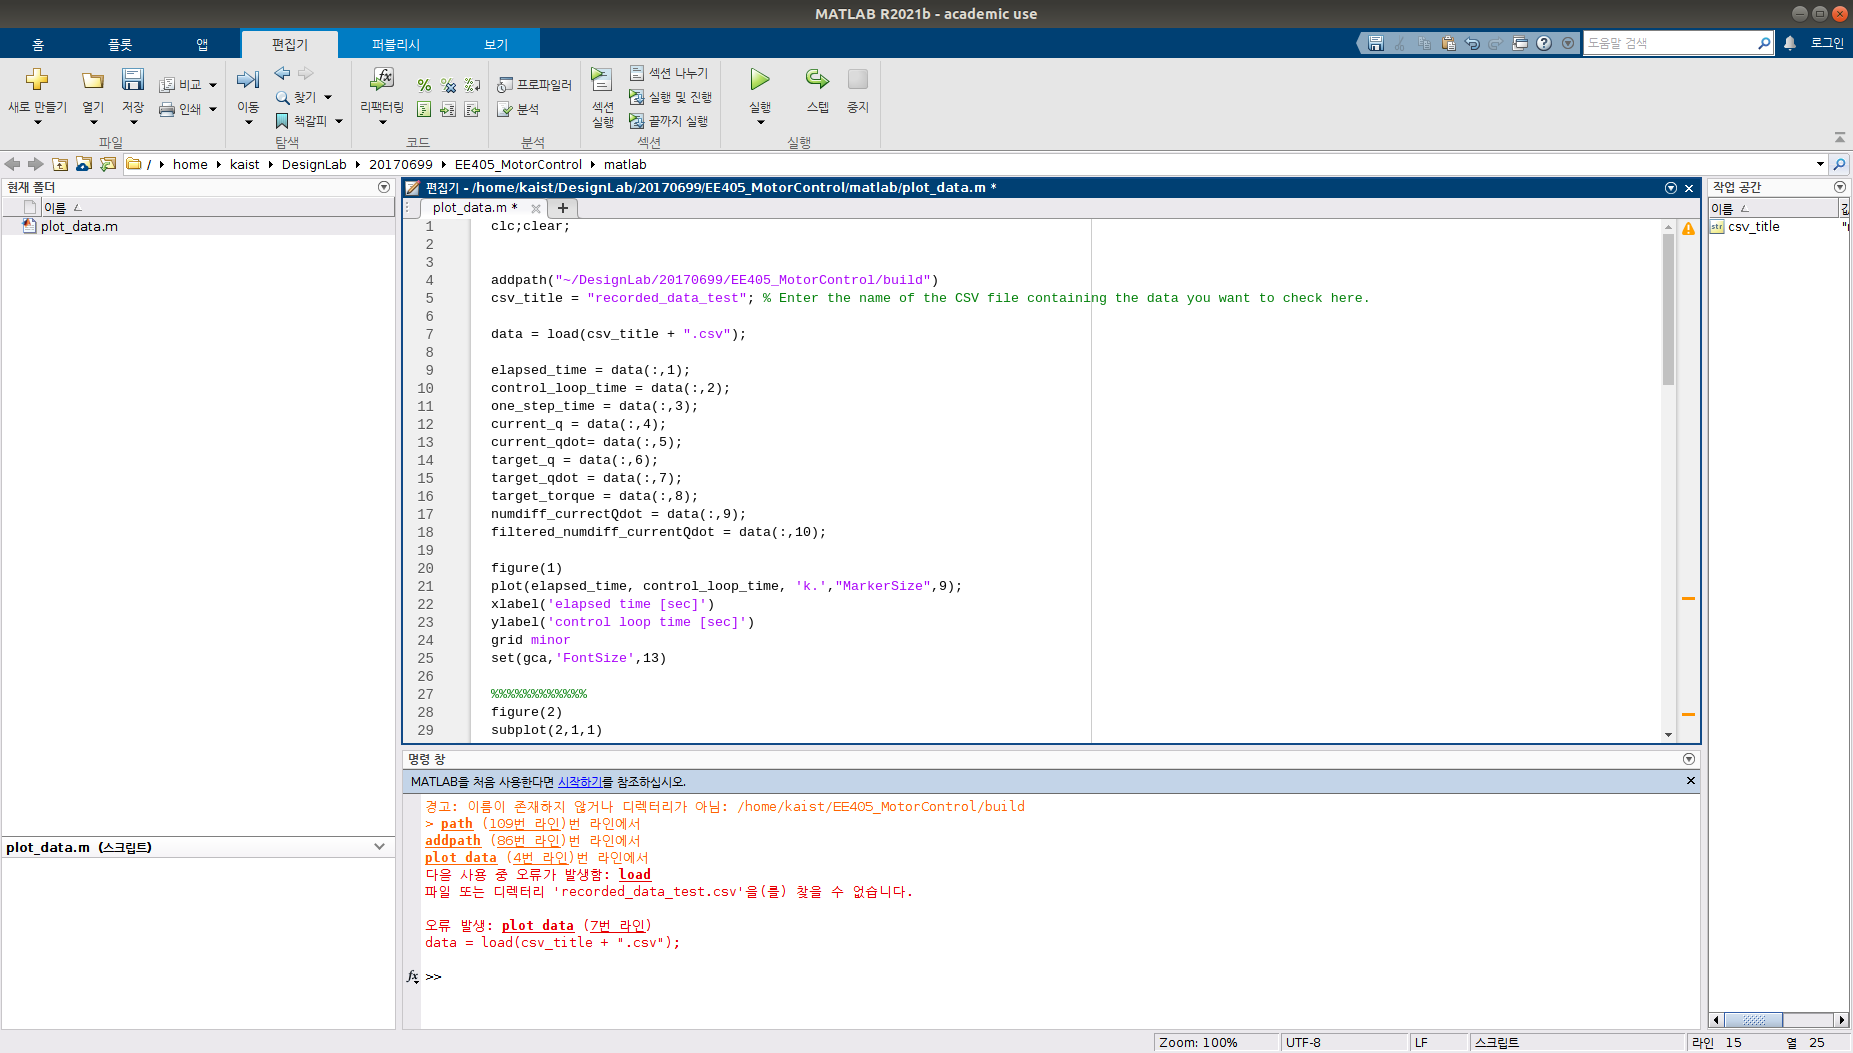 MATLAB R2021b - academic use
홈 플롯 앱 편집기 퍼블리시 보기
도움말 검색 로그인
새로 만들기 열기 저장 비교 인쇄 이동 찾기 책갈피 리팩터링 프로파일러 분석 섹션 실행 섹션 나누기 실행 및 진행 끝까지 실행 실행 스텝 중지
파일 탐색 코드 분석 섹션 실행
/ home kaist DesignLab 20170699 EE405_MotorControl matlab
현재 폴더
이름
plot_data.m
plot_data.m (스크립트)
편집기 - /home/kaist/DesignLab/20170699/EE405_MotorControl/matlab/plot_data.m *
plot_data.m *
1 clc;clear;
2
3
4 addpath("~/DesignLab/20170699/EE405_MotorControl/build")
5 csv_title = "recorded_data_test"; % Enter the name of the CSV file containing the data you want to check here.
6
7 data = load(csv_title + ".csv");
8
9 elapsed_time = data(:,1);
10 control_loop_time = data(:,2);
11 one_step_time = data(:,3);
12 current_q = data(:,4);
13 current_qdot= data(:,5);
14 target_q = data(:,6);
15 target_qdot = data(:,7);
16 target_torque = data(:,8);
17 numdiff_currectQdot = data(:,9);
18 filtered_numdiff_currentQdot = data(:,10);
19
20 figure(1)
21 plot(elapsed_time, control_loop_time, 'k.',"MarkerSize",9);
22 xlabel('elapsed time [sec]')
23 ylabel('control loop time [sec]')
24 grid minor
25 set(gca,'FontSize',13)
26
27 %%%%%%%%%%%%
28 figure(2)
29 subplot(2,1,1)
명령 창
MATLAB을 처음 사용한다면 시작하기를 참조하십시오.
경고: 이름이 존재하지 않거나 디렉터리가 아님: /home/kaist/EE405_MotorControl/build
> path (109번 라인)번 라인에서
addpath (86번 라인)번 라인에서
plot_data (4번 라인)번 라인에서
다음 사용 중 오류가 발생함: load
파일 또는 디렉터리 'recorded_data_test.csv'을(를) 찾을 수 없습니다.
오류 발생: plot_data (7번 라인)
data = load(csv_title + ".csv");
fx >>
작업 공간
이름
str csv_title
Zoom: 100% UTF-8 LF 스크립트 라인 15 열 25